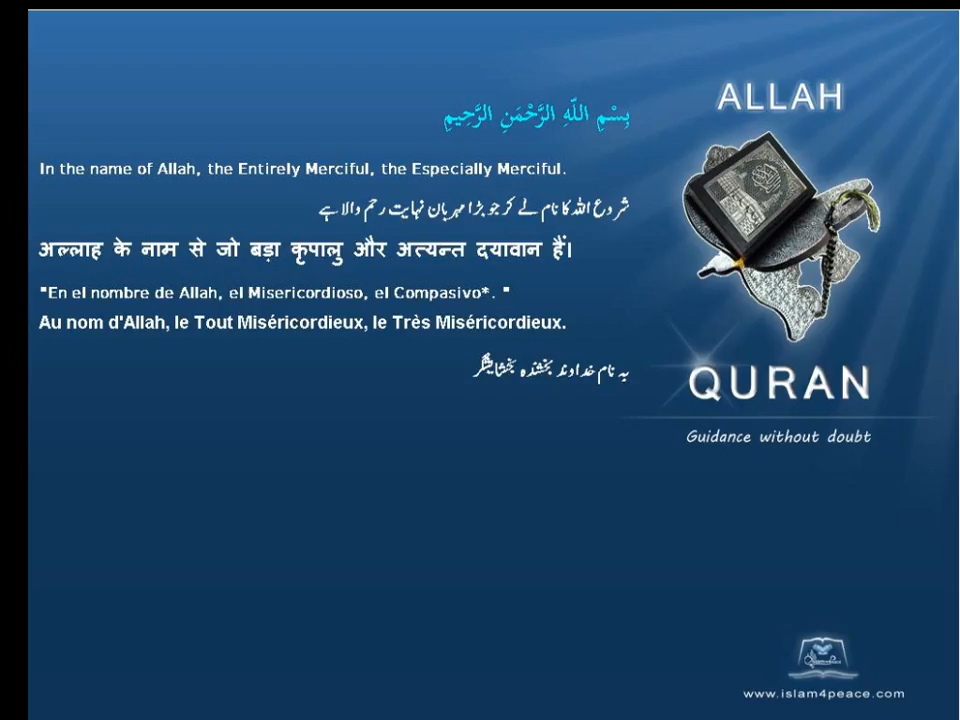 بِسْمِ اللَّهِ الرَّحْمَنِ الرَّحِيمِ
In the name of Allah, the Entirely Merciful, the Especially Merciful.
شروع اللہ کا نام لے کر جو بڑا مہربان نہایت رحم والا ہے
अल्लाह के नाम से जो बड़ा कृपालु और अत्यन्त दयावान हैं।
"En el nombre de Allah, el Misericordioso, el Compasivo*. "
Au nom d'Allah, le Tout Miséricordieux, le Très Miséricordieux.
به نام خداوند بخشنده بخشایشگر
ALLAH
QURAN
Guidance without doubt
www.islam4peace.com